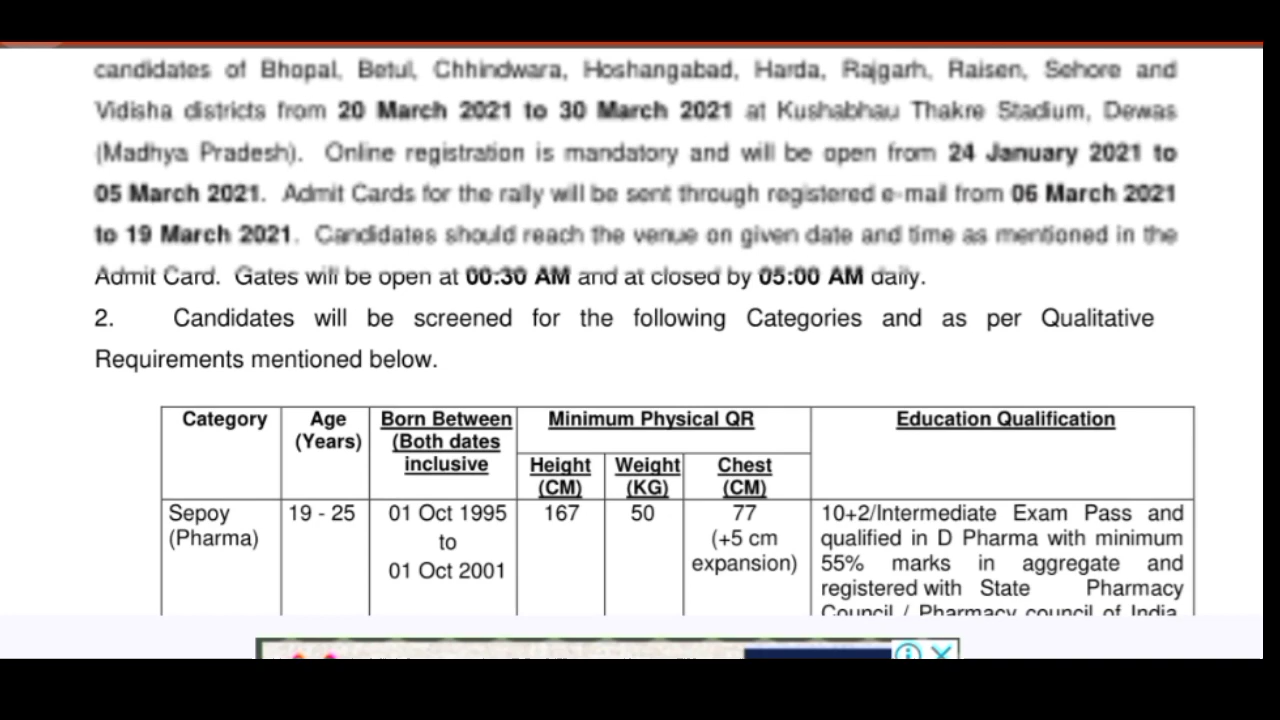 candidates of Bhopal, Betul, Chhindwara, Hoshangabad, Harda, Rajgarh, Raisen, Sehore and
Vidisha districts from 20 March 2021 to 30 March 2021 at Kushabhau Thakre Stadium, Dewas
(Madhya Pradesh). Online registration is mandatory and will be open from 24 January 2021 to
05 March 2021. Admit Cards for the rally will be sent through registered e-mail from 06 March 2021
to 19 March 2021. Candidates should reach the venue on given date and time as mentioned in the
Admit Card. Gates will be open at 00:30 AM and at closed by 05:00 AM daily.
2. Candidates will be screened for the following Categories and as per Qualitative
Requirements mentioned below.
Category
Age
(Years)
Born Between
(Both dates
inclusive
Minimum Physical QR
Height
(CM)
Weight
(KG)
Chest
(CM)
Education Qualification
Sepoy
(Pharma)
19 - 25
01 Oct 1995
to
01 Oct 2001
167
50
77
(+5 cm
expansion)
10+2/Intermediate Exam Pass and
qualified in D Pharma with minimum
55% marks in aggregate and
registered with State Pharmacy
Council / Pharmacy council of India.